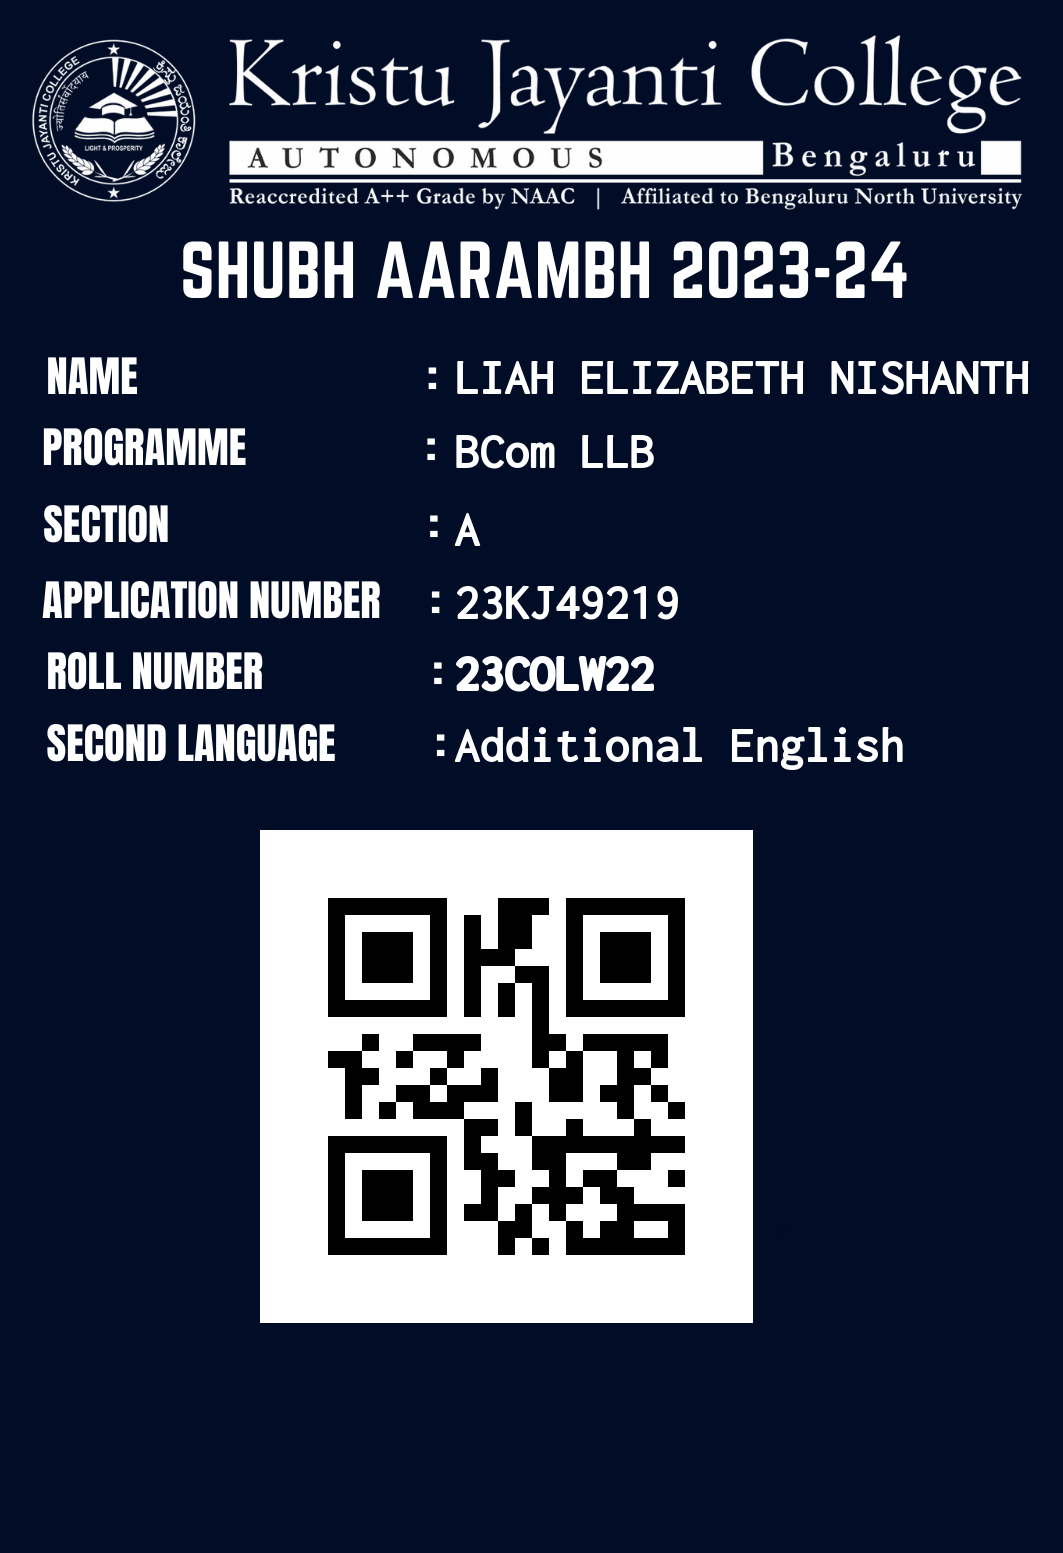 KRISTU JAYANTI COLLEGE
ಕ್ರಿಸ್ತು ಜಯಂತಿ ಕಾಲೇಜು
ज्योतिर्संवर्दियाय
LIGHT & PROSPERITY
Kristu Jayanti College
AUTONOMOUS Bengaluru
Reaccredited A++ Grade by NAAC | Affiliated to Bengaluru North University
SHUBH AARAMBH 2023-24
NAME : LIAH ELIZABETH NISHANTH
PROGRAMME : BCom LLB
SECTION : A
APPLICATION NUMBER : 23KJ49219
ROLL NUMBER : 23COLW22
SECOND LANGUAGE : Additional English